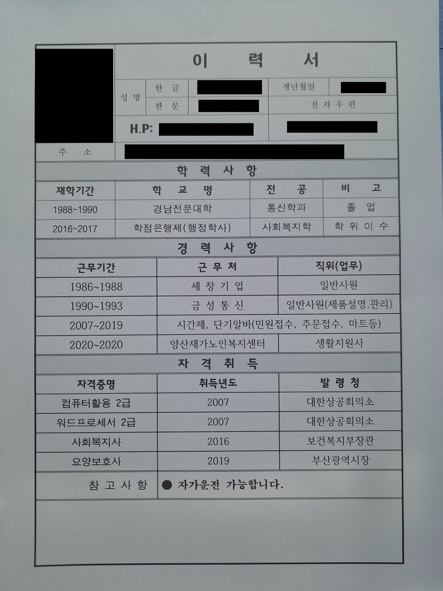 이 력 서
성 명 한 글 생년월일
한 문 전 자 우 편
H.P:
주 소
학 력 사 항
재학기간 학 교 명 전 공 비 고
1988~1990 경남전문대학 통신학과 졸 업
2016~2017 학점은행제(행정학사) 사회복지학 학 위 이 수
경 력 사 항
근무기간 근 무 처 직위(업무)
1986~1988 세 창 기 업 일반사원
1990~1993 금 성 통 신 일반사원(제품설명.관리)
2007~2019 시간제, 단기알바(민원접수, 주문접수, 마트등)
2020~2020 양산재가노인복지센터 생활지원사
자 격 취 득
자격증명 취득년도 발 령 청
컴퓨터활용 2급 2007 대한상공회의소
워드프로세서 2급 2007 대한상공회의소
사회복지사 2016 보건복지부장관
요양보호사 2019 부산광역시장
참 고 사 항 ● 자가운전 가능합니다.